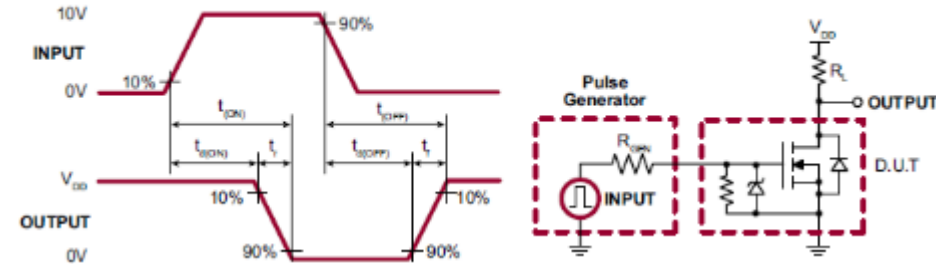 10V
INPUT
0V
10%
90%
t(ON)
t(OFF)
td(ON)
tr
td(OFF)
tf
VDD
10%
10%
OUTPUT
0V
90%
90%
VDD
RL
OUTPUT
Pulse
Generator
RGEN
INPUT
D.U.T